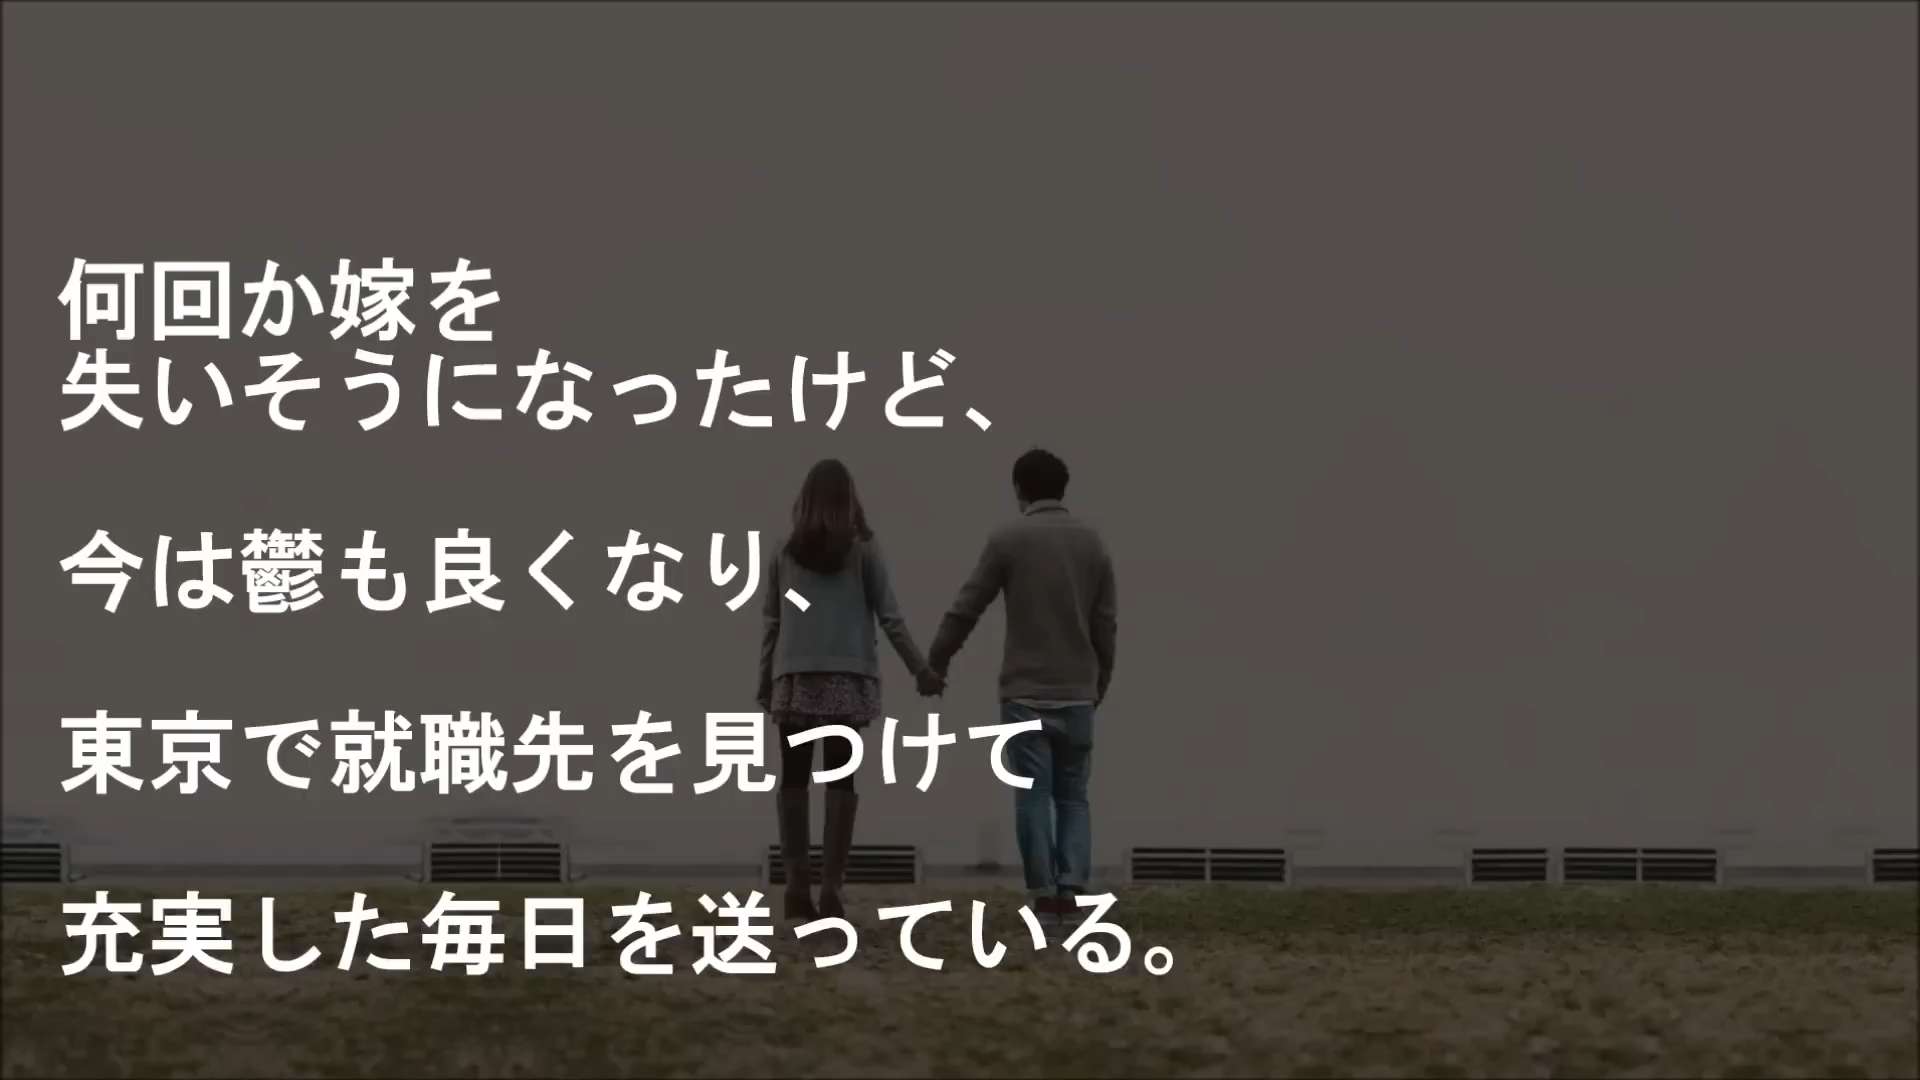 何回か嫁を
失いそうになったけど、
今は鬱も良くなり、
東京で就職先を見つけて
充実した毎日を送っている。